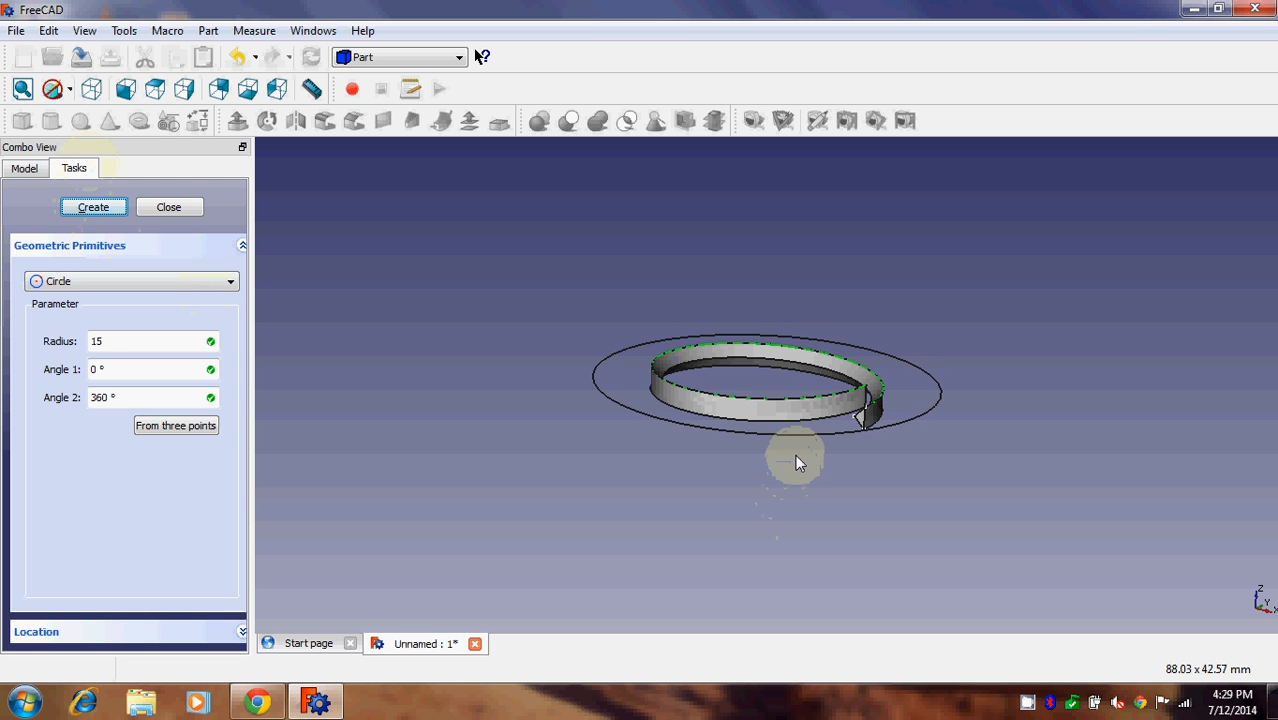 FreeCAD
File Edit View Tools Macro Part Measure Windows Help
Part
Combo View
Model Tasks
Create Close
Geometric Primitives
Circle
Parameter
Radius: 15
Angle 1: 0 °
Angle 2: 360 °
From three points
Location
Z
Y
X
Start page Unnamed : 1*
88.03 x 42.57 mm
4:29 PM
7/12/2014